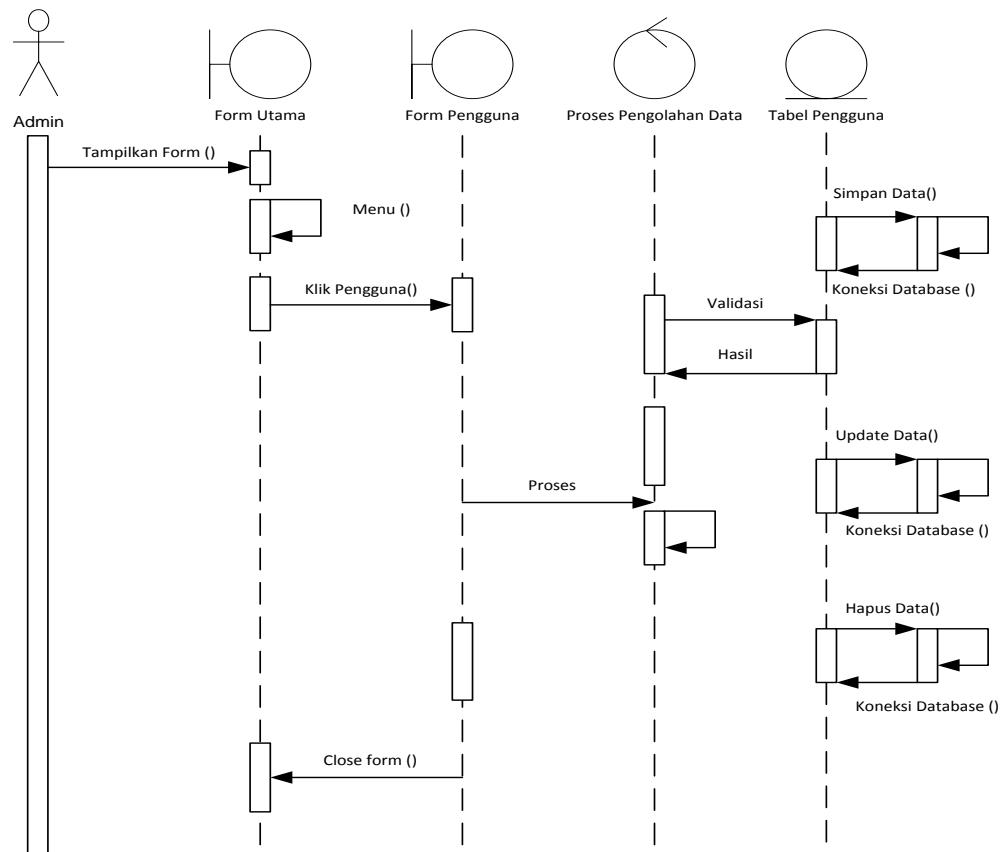 Admin
Form Utama
Form Pengguna
Proses Pengolahan Data
Tabel Pengguna
Tampilkan Form ()
Simpan Data()
Menu ()
Klik Pengguna()
Koneksi Database ()
Validasi
Hasil
Update Data()
Proses
Koneksi Database ()
Hapus Data()
Koneksi Database ()
Close form ()